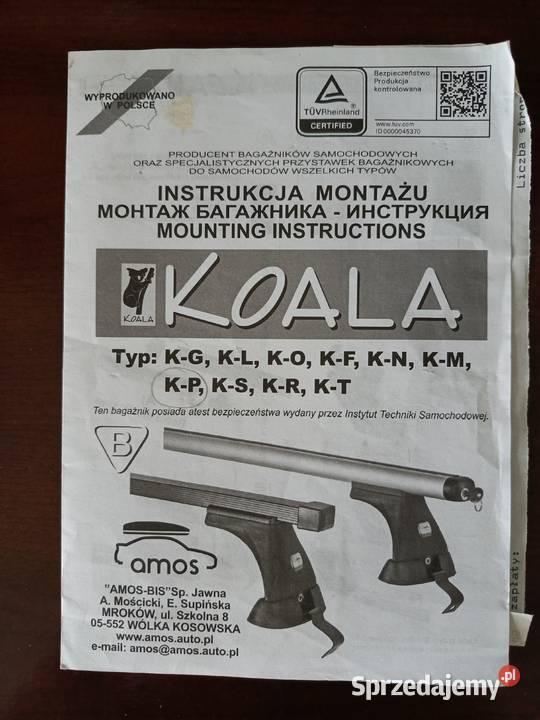 WYPRODUKOWANO
W POLSCE
TÜVRheinland
CERTIFIED
Bezpieczeństwo
Produkcja
kontrolowana
www.tuv.com
ID 0000045370
PRODUCENT BAGAŻNIKÓW SAMOCHODOWYCH
ORAZ SPECJALISTYCZNYCH PRZYSTAWEK BAGAŻNIKOWYCH
DO SAMOCHODÓW WSZELKICH TYPÓW
INSTRUKCJA MONTAŻU
МОНТАЖ БАГАЖНИКА - ИНСТРУКЦИЯ
MOUNTING INSTRUCTIONS
KOALA
KOALA
Typ: K-G, K-L, K-O, K-F, K-N, K-M,
K-P, K-S, K-R, K-T
Ten bagażnik posiada atest bezpieczeństwa wydany przez Instytut Techniki Samochodowej.
B
amos
"AMOS-BIS"Sp. Jawna
A. Mościcki, E. Supińska
MROKÓW, ul. Szkolna 8
05-552 WÓLKA KOSOWSKA
www.amos.auto.pl
e-mail: amos@amos.auto.pl
Liczba stron
zapłaty:
Sprzedajemy.pl